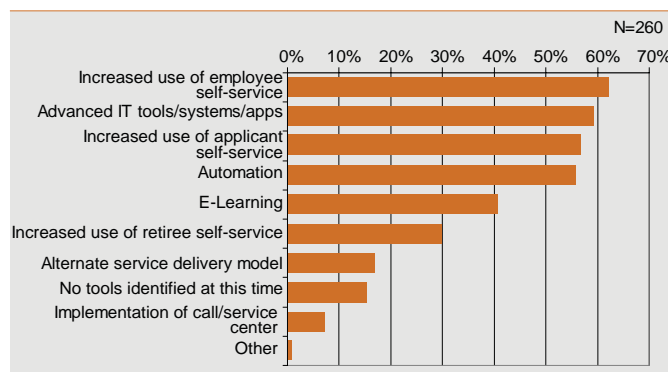 N=260
0% 10% 20% 30% 40% 50% 60% 70%
Increased use of employee
self-service
Advanced IT tools/systems/apps
Increased use of applicant
self-service
Automation
E-Learning
Increased use of retiree self-service
Alternate service delivery model
No tools identified at this time
Implementation of call/service
center
Other